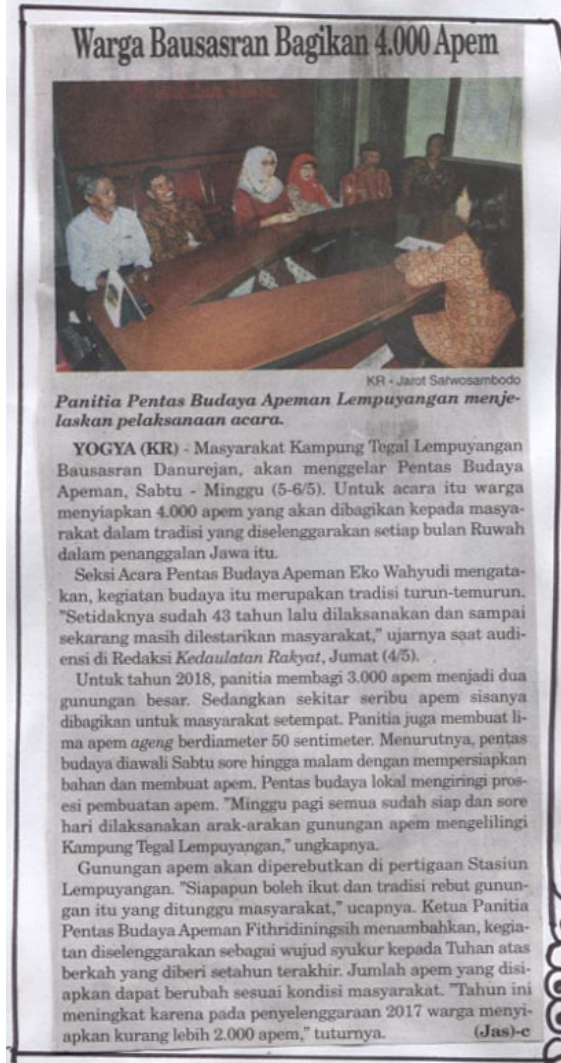 Warga Bausasran Bagikan 4.000 Apem
KR - Jarot Sarwosambodo
Panitia Pentas Budaya Apeman Lempuyangan menje-
laskan pelaksanaan acara.
YOGYA (KR) - Masyarakat Kampung Tegal Lempuyangan
Bausasran Danurejan, akan menggelar Pentas Budaya
Apeman, Sabtu - Minggu (5-6/5). Untuk acara itu warga
menyiapkan 4.000 apem yang akan dibagikan kepada masya-
rakat dalam tradisi yang diselenggarakan setiap bulan Ruwah
dalam penanggalan Jawa itu.
Seksi Acara Pentas Budaya Apeman Eko Wahyudi mengata-
kan, kegiatan budaya itu merupakan tradisi turun-temurun.
"Setidaknya sudah 43 tahun lalu dilaksanakan dan sampai
sekarang masih dilestarikan masyarakat," ujarnya saat audi-
ensi di Redaksi Kedaulatan Rakyat, Jumat (4/5).
Untuk tahun 2018, panitia membagi 3.000 apem menjadi dua
gunungan besar. Sedangkan sekitar seribu apem sisanya
dibagikan untuk masyarakat setempat. Panitia juga membuat li-
ma apem ageng berdiameter 50 sentimeter. Menurutnya, pentas
budaya diawali Sabtu sore hingga malam dengan mempersiapkan
bahan dan membuat apem. Pentas budaya lokal mengiringi pros-
esi pembuatan apem. "Minggu pagi semua sudah siap dan sore
hari dilaksanakan arak-arakan gunungan apem mengelilingi
Kampung Tegal Lempuyangan," ungkapnya.
Gunungan apem akan diperebutkan di pertigaan Stasiun
Lempuyangan. "Siapapun boleh ikut dan tradisi rebut gunun-
gan itu yang ditunggu masyarakat," ucapnya. Ketua Panitia
Pentas Budaya Apeman Fithridiningsih menambahkan, kegia-
tan diselenggarakan sebagai wujud syukur kepada Tuhan atas
berkah yang diberi setahun terakhir. Jumlah apem yang disi-
apkan dapat berubah sesuai kondisi masyarakat. "Tahun ini
meningkat karena pada penyelenggaraan 2017 warga menyi-
apkan kurang lebih 2.000 apem," tuturnya. (Jas)-c